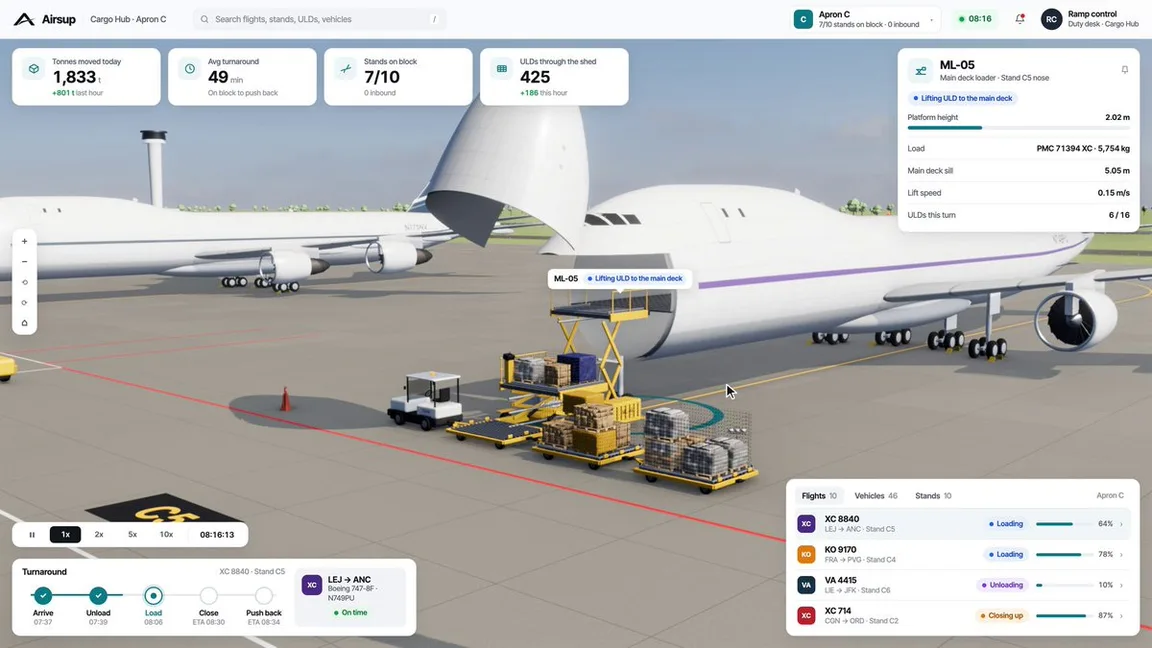 Airsup
Cargo Hub · Apron C
Search flights, stands, ULDs, vehicles
/
C
Apron C
7/10 stands on block · 0 inbound
08:16
RC
Ramp control
Duty desk · Cargo Hub
Tonnes moved today
1,833 t
+801 t last hour
Avg turnaround
49 min
On block to push back
Stands on block
7/10
0 inbound
ULDs through the shed
425
+186 this hour
ML-05
Main deck loader · Stand C5 nose
Lifting ULD to the main deck
Platform height
2.02 m
Load
PMC 71394 XC · 5,754 kg
Main deck sill
5.05 m
Lift speed
0.15 m/s
ULDs this turn
6 / 16
ML-05
Lifting ULD to the main deck
C5
1x
2x
5x
10x
08:16:13
Turnaround
XC 8840 · Stand C5
Arrive
07:37
Unload
07:39
Load
08:06
Close
ETA 08:30
Push back
ETA 08:34
XC
LEJ → ANC
Boeing 747-8F ·
N749PU
On time
Flights 10
Vehicles 46
Stands 10
Apron C
XC
XC 8840
LEJ → ANC · Stand C5
Loading
64%
KO
KO 9170
FRA → PVG · Stand C4
Loading
78%
VA
VA 4415
LIE → JFK · Stand C6
Unloading
10%
XC
XC 714
CGN → ORD · Stand C2
Closing up
87%